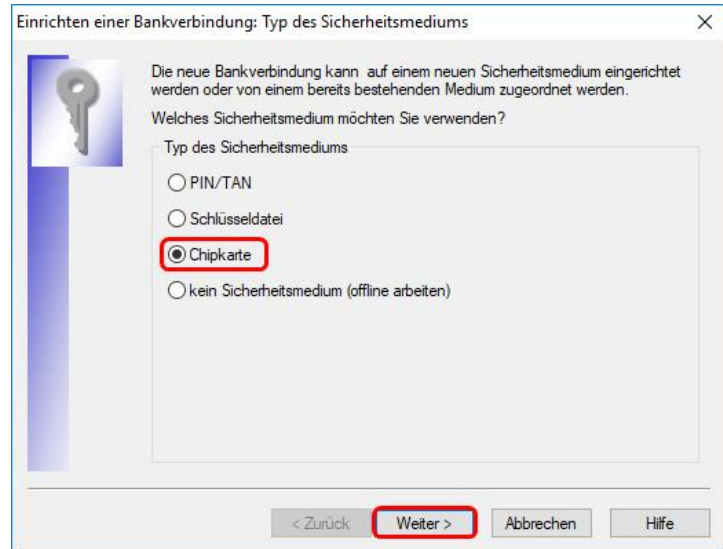 Einrichten einer Bankverbindung: Typ des Sicherheitsmediums
Die neue Bankverbindung kann auf einem neuen Sicherheitsmedium eingerichtet
werden oder von einem bereits bestehenden Medium zugeordnet werden.
Welches Sicherheitsmedium möchten Sie verwenden?
Typ des Sicherheitsmediums
PIN/TAN
Schlüsseldatei
Chipkarte
kein Sicherheitsmedium (offline arbeiten)
< Zurück Weiter > Abbrechen Hilfe